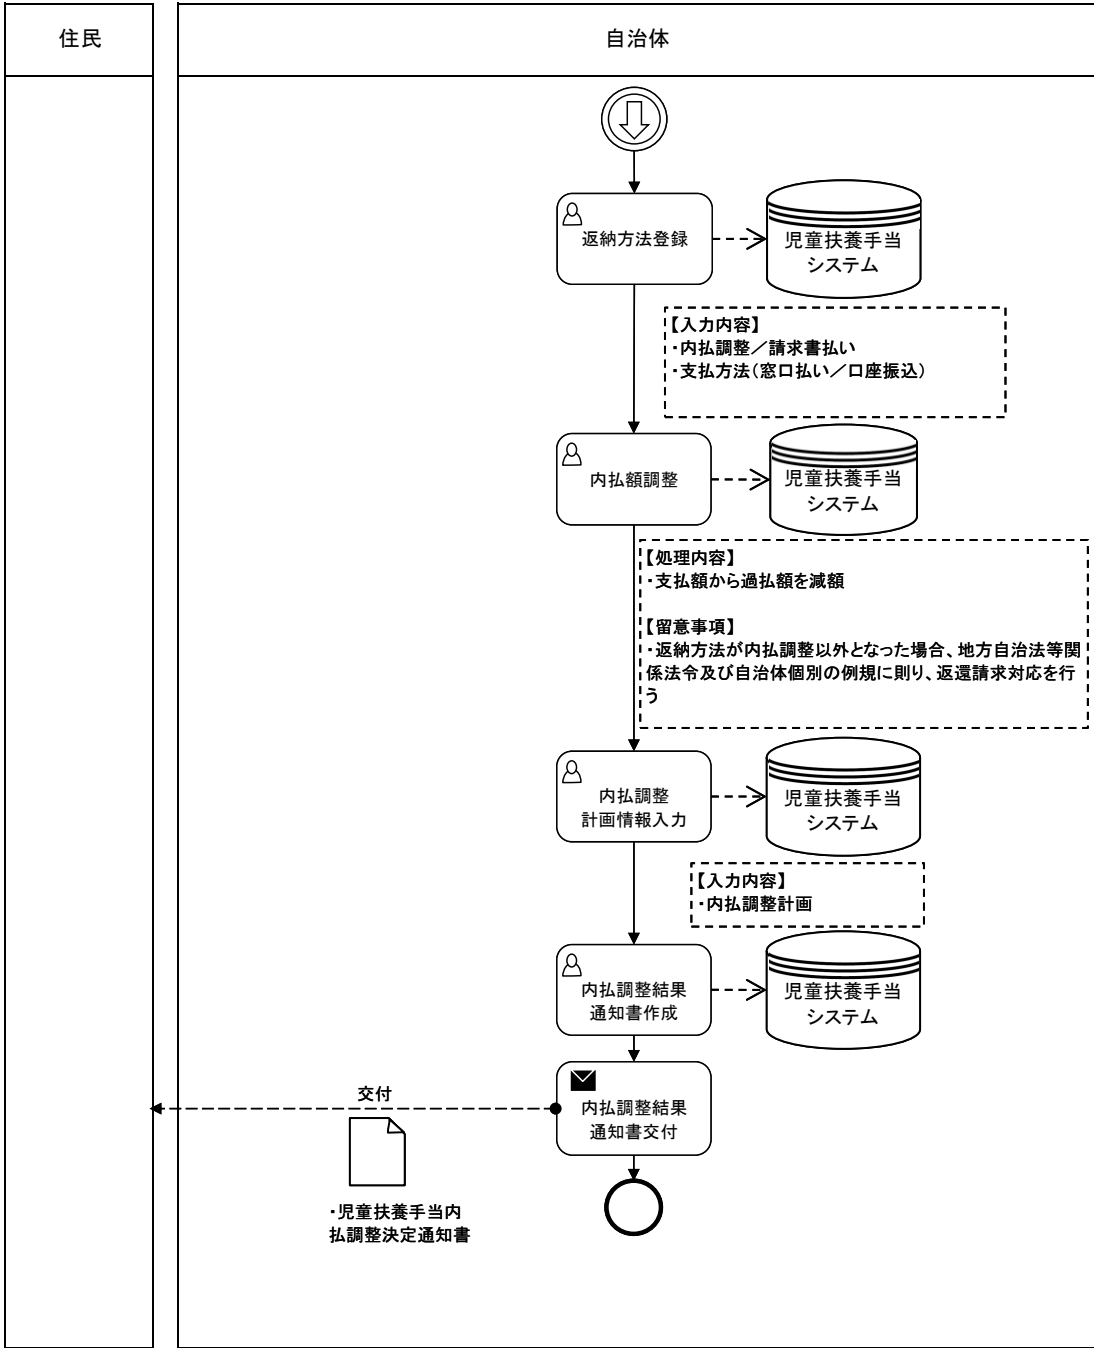 住民
自治体
返納方法登録
児童扶養手当
システム
【入力内容】
・内払調整／請求書払い
・支払方法（窓口払い／口座振込）
内払額調整
児童扶養手当
システム
【処理内容】
・支払額から過払額を減額
【留意事項】
・返納方法が内払調整以外となった場合、地方自治法等関
係法令及び自治体個別の例規に則り、返還請求対応を行
う
内払調整
計画情報入力
児童扶養手当
システム
【入力内容】
・内払調整計画
内払調整結果
通知書作成
児童扶養手当
システム
交付
内払調整結果
通知書交付
・児童扶養手当内
払調整決定通知書